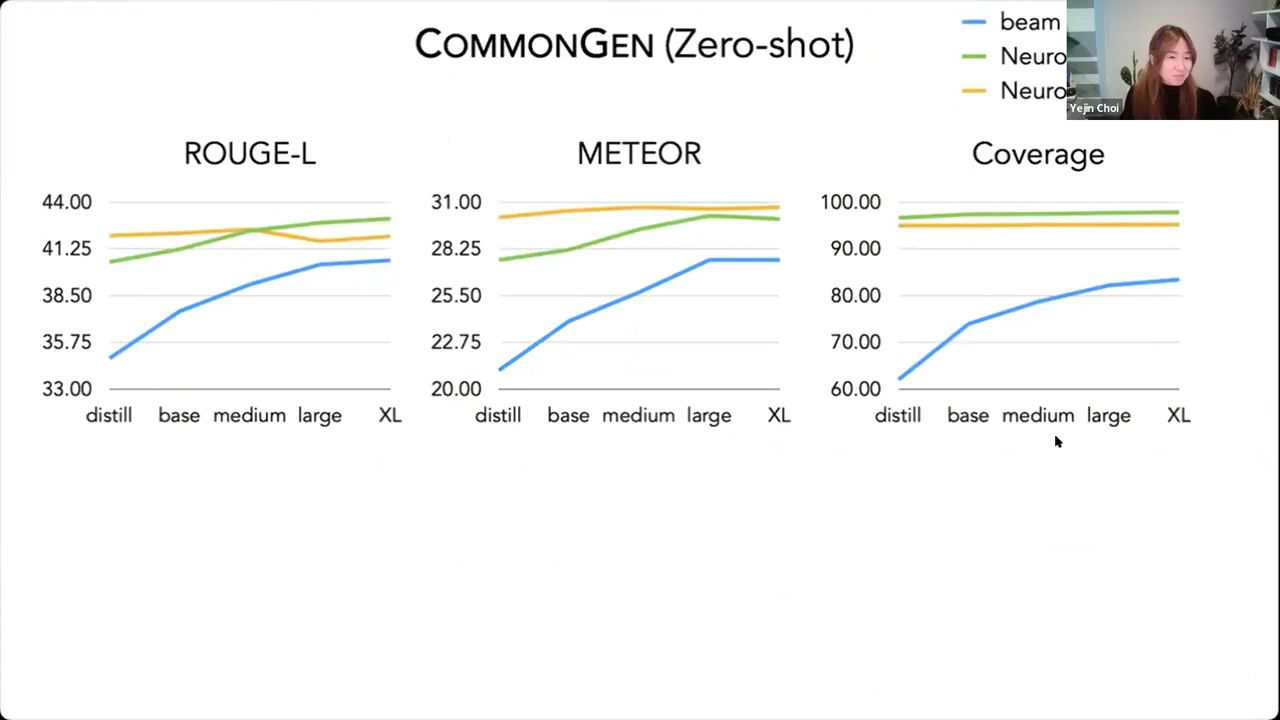 COMMONGEN (Zero-shot)
beam
Neuro
Neuro
Yejin Choi
ROUGE-L
44.00
41.25
38.50
35.75
33.00
distill base medium large XL
METEOR
31.00
28.25
25.50
22.75
20.00
distill base medium large XL
Coverage
100.00
90.00
80.00
70.00
60.00
distill base medium large XL